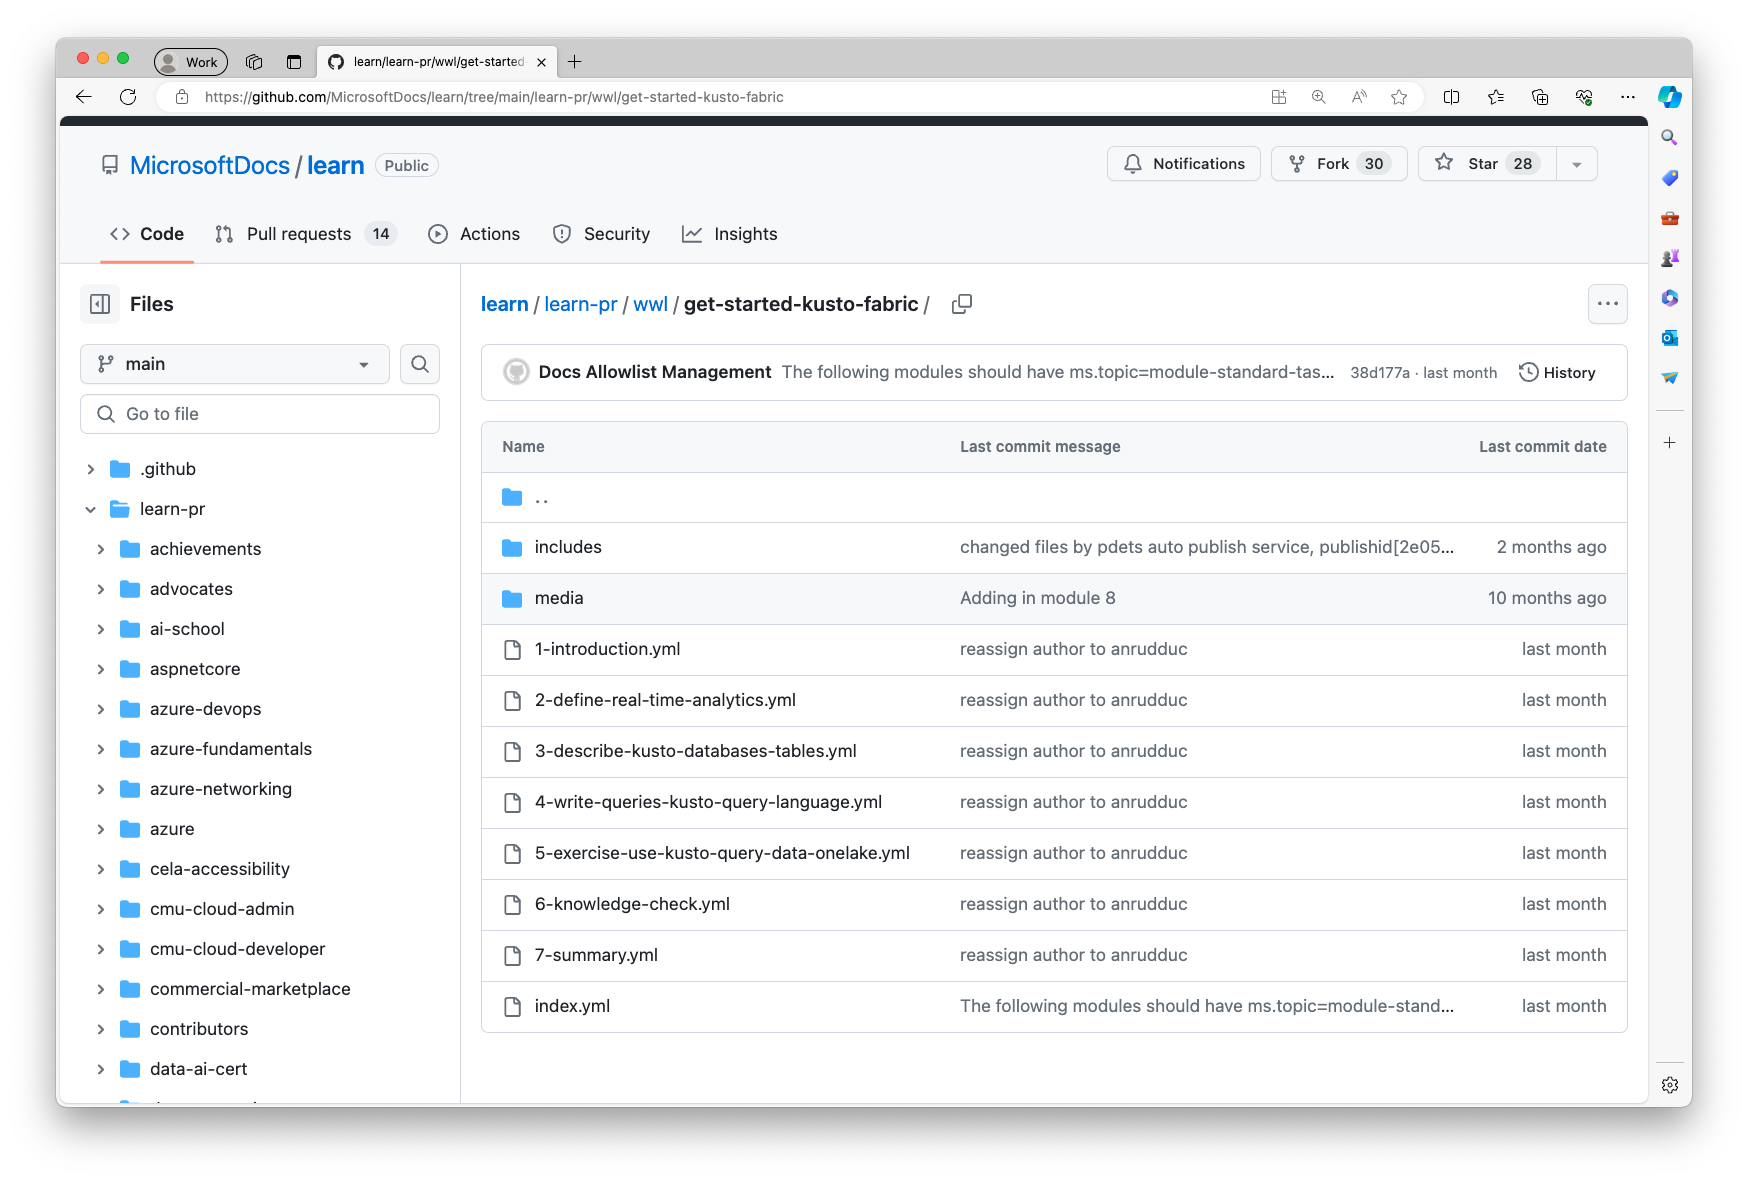 Work
learn/learn-pr/wwl/get-started
https://github.com/MicrosoftDocs/learn/tree/main/learn-pr/wwl/get-started-kusto-fabric
MicrosoftDocs / learn Public
Notifications Fork 30 Star 28
Code Pull requests 14 Actions Security Insights
Files
main
Go to file
.github
learn-pr
achievements
advocates
ai-school
aspnetcore
azure-devops
azure-fundamentals
azure-networking
azure
cela-accessibility
cmu-cloud-admin
cmu-cloud-developer
commercial-marketplace
contributors
data-ai-cert
learn / learn-pr / wwl / get-started-kusto-fabric /
Docs Allowlist Management The following modules should have ms.topic=module-standard-tas... 38d177a · last month History
Name Last commit message Last commit date
..
includes changed files by pdets auto publish service, publishid[2e05... 2 months ago
media Adding in module 8 10 months ago
1-introduction.yml reassign author to anrudduc last month
2-define-real-time-analytics.yml reassign author to anrudduc last month
3-describe-kusto-databases-tables.yml reassign author to anrudduc last month
4-write-queries-kusto-query-language.yml reassign author to anrudduc last month
5-exercise-use-kusto-query-data-onelake.yml reassign author to anrudduc last month
6-knowledge-check.yml reassign author to anrudduc last month
7-summary.yml reassign author to anrudduc last month
index.yml The following modules should have ms.topic=module-stand... last month